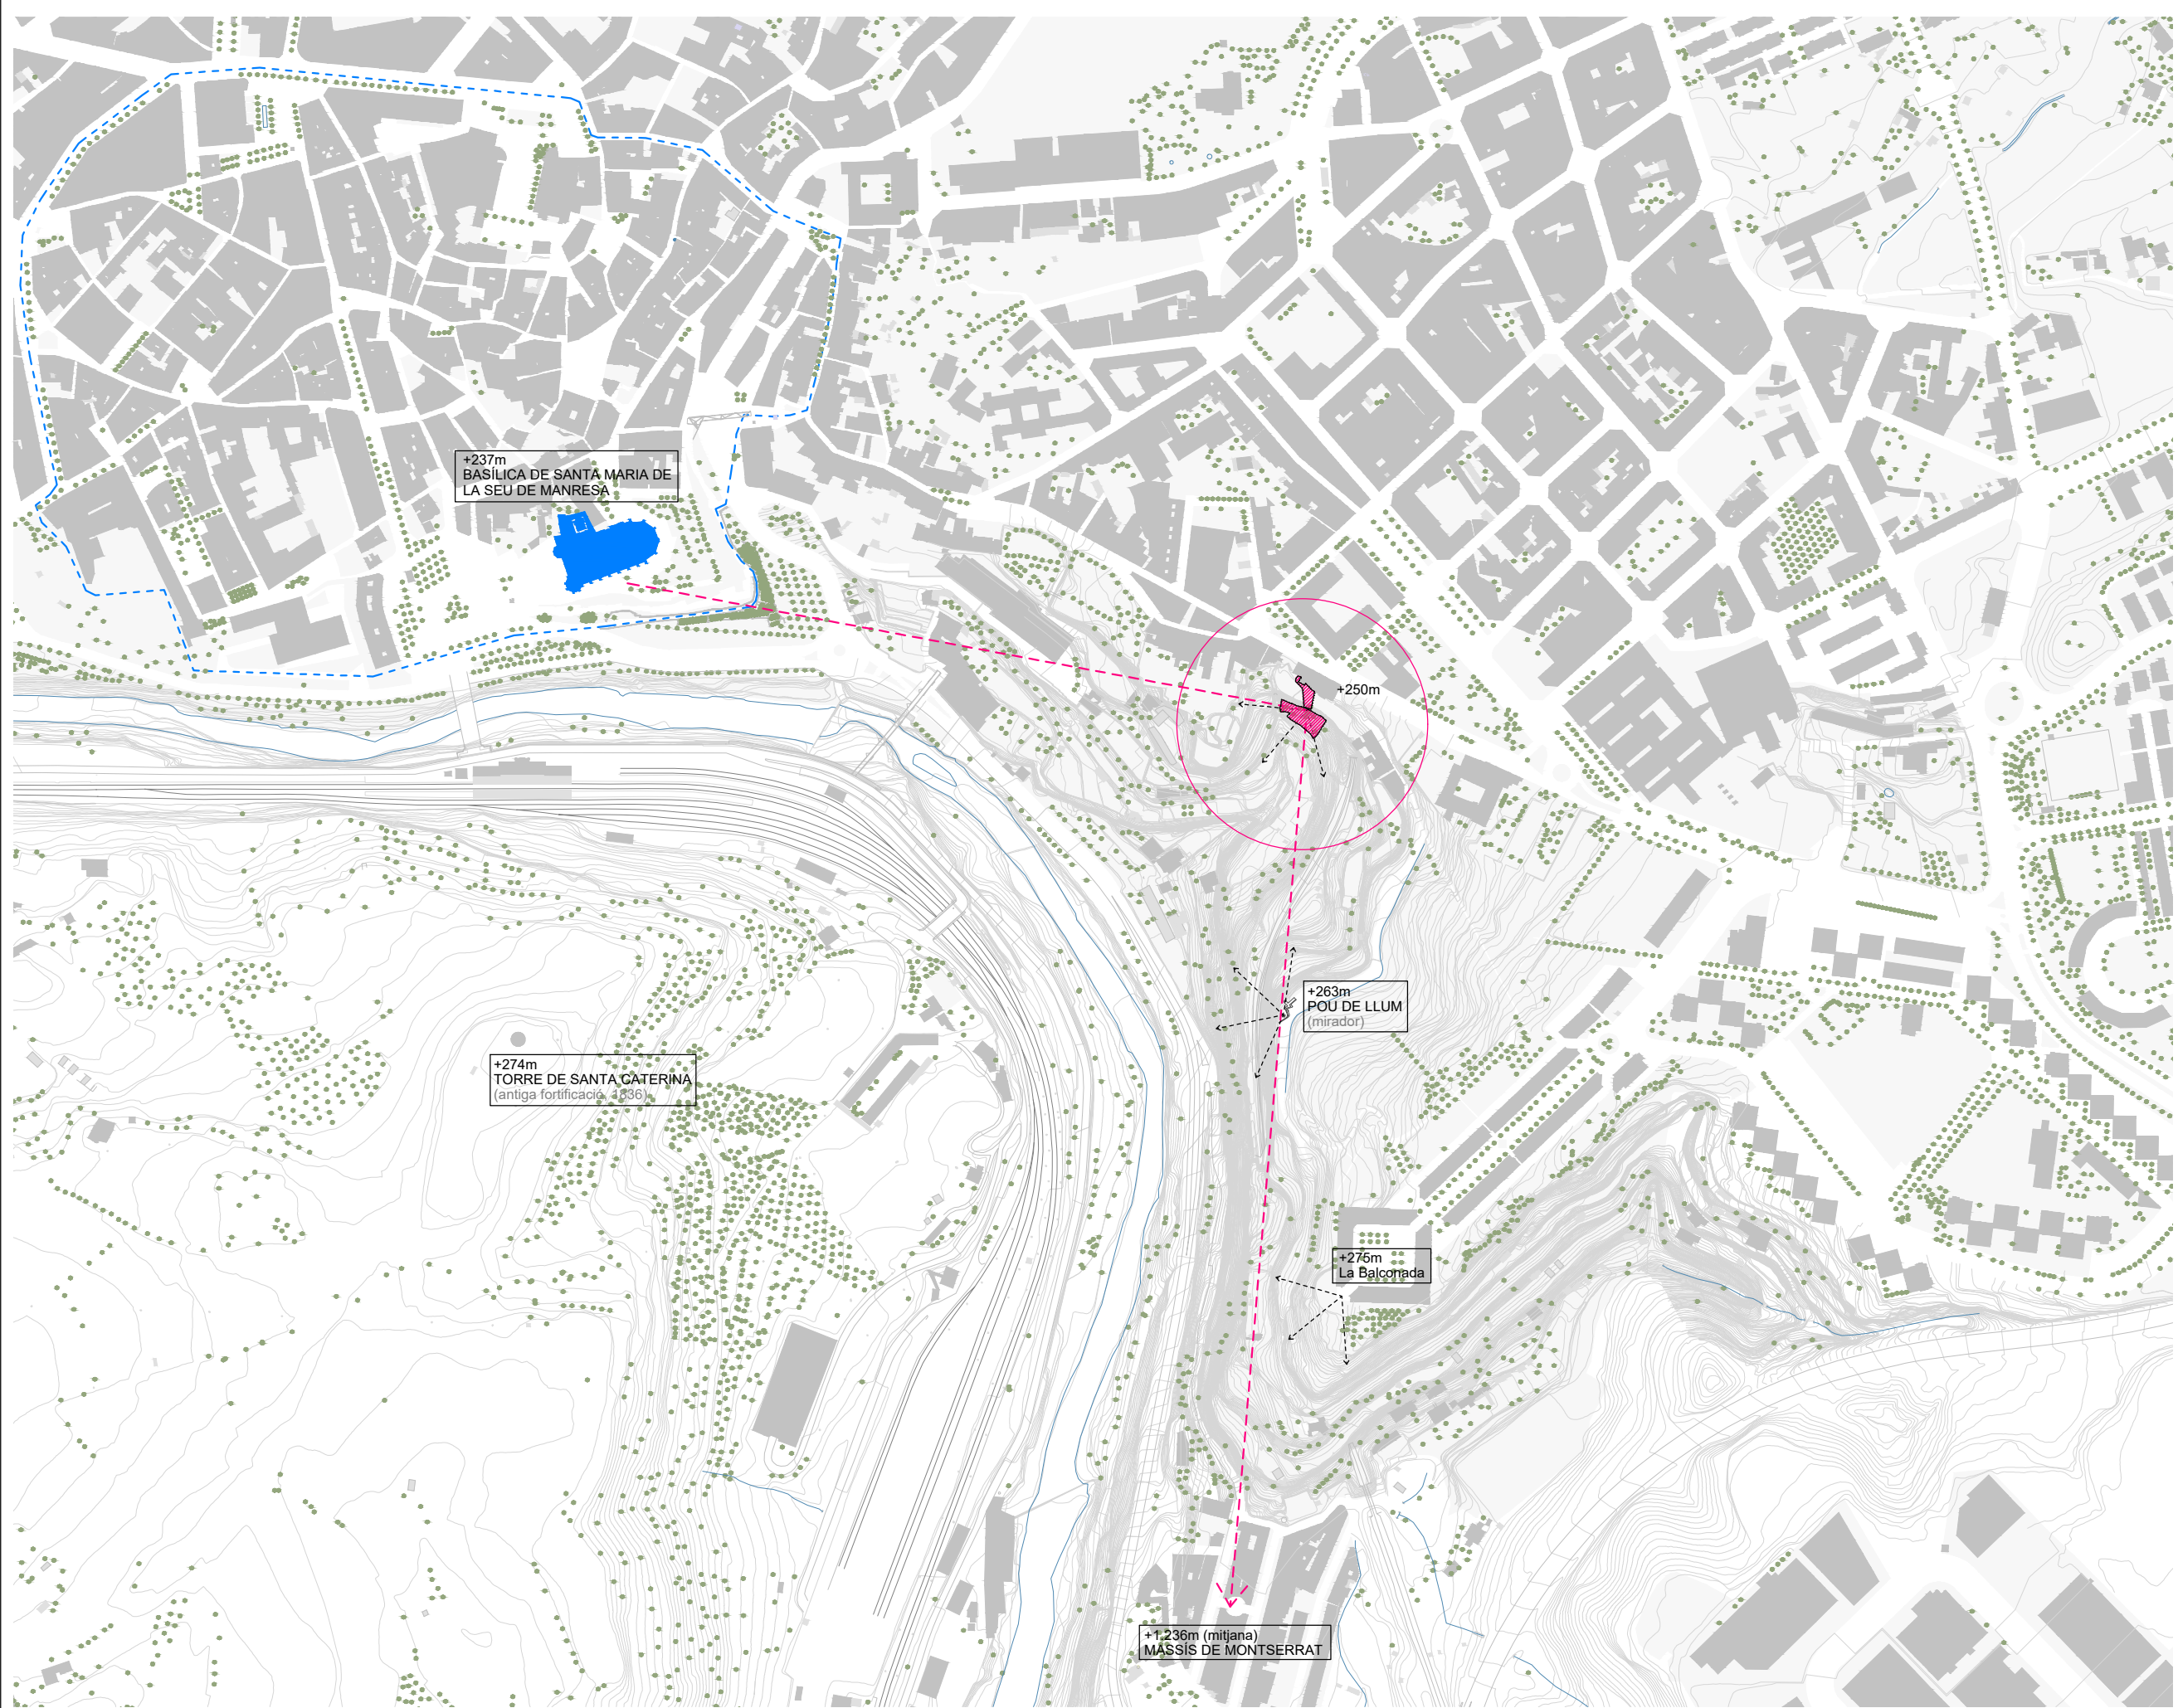 +237m
BASÍLICA DE SANTA MARIA DE
LA SEU DE MANRESA
+250m
+263m
POU DE LLUM
(mirador)
+274m
TORRE DE SANTA CATERINA
(antiga fortificació, 1836)
+275m
La Balconada
+1.236m (mitjana)
MASSÍS DE MONTSERRAT